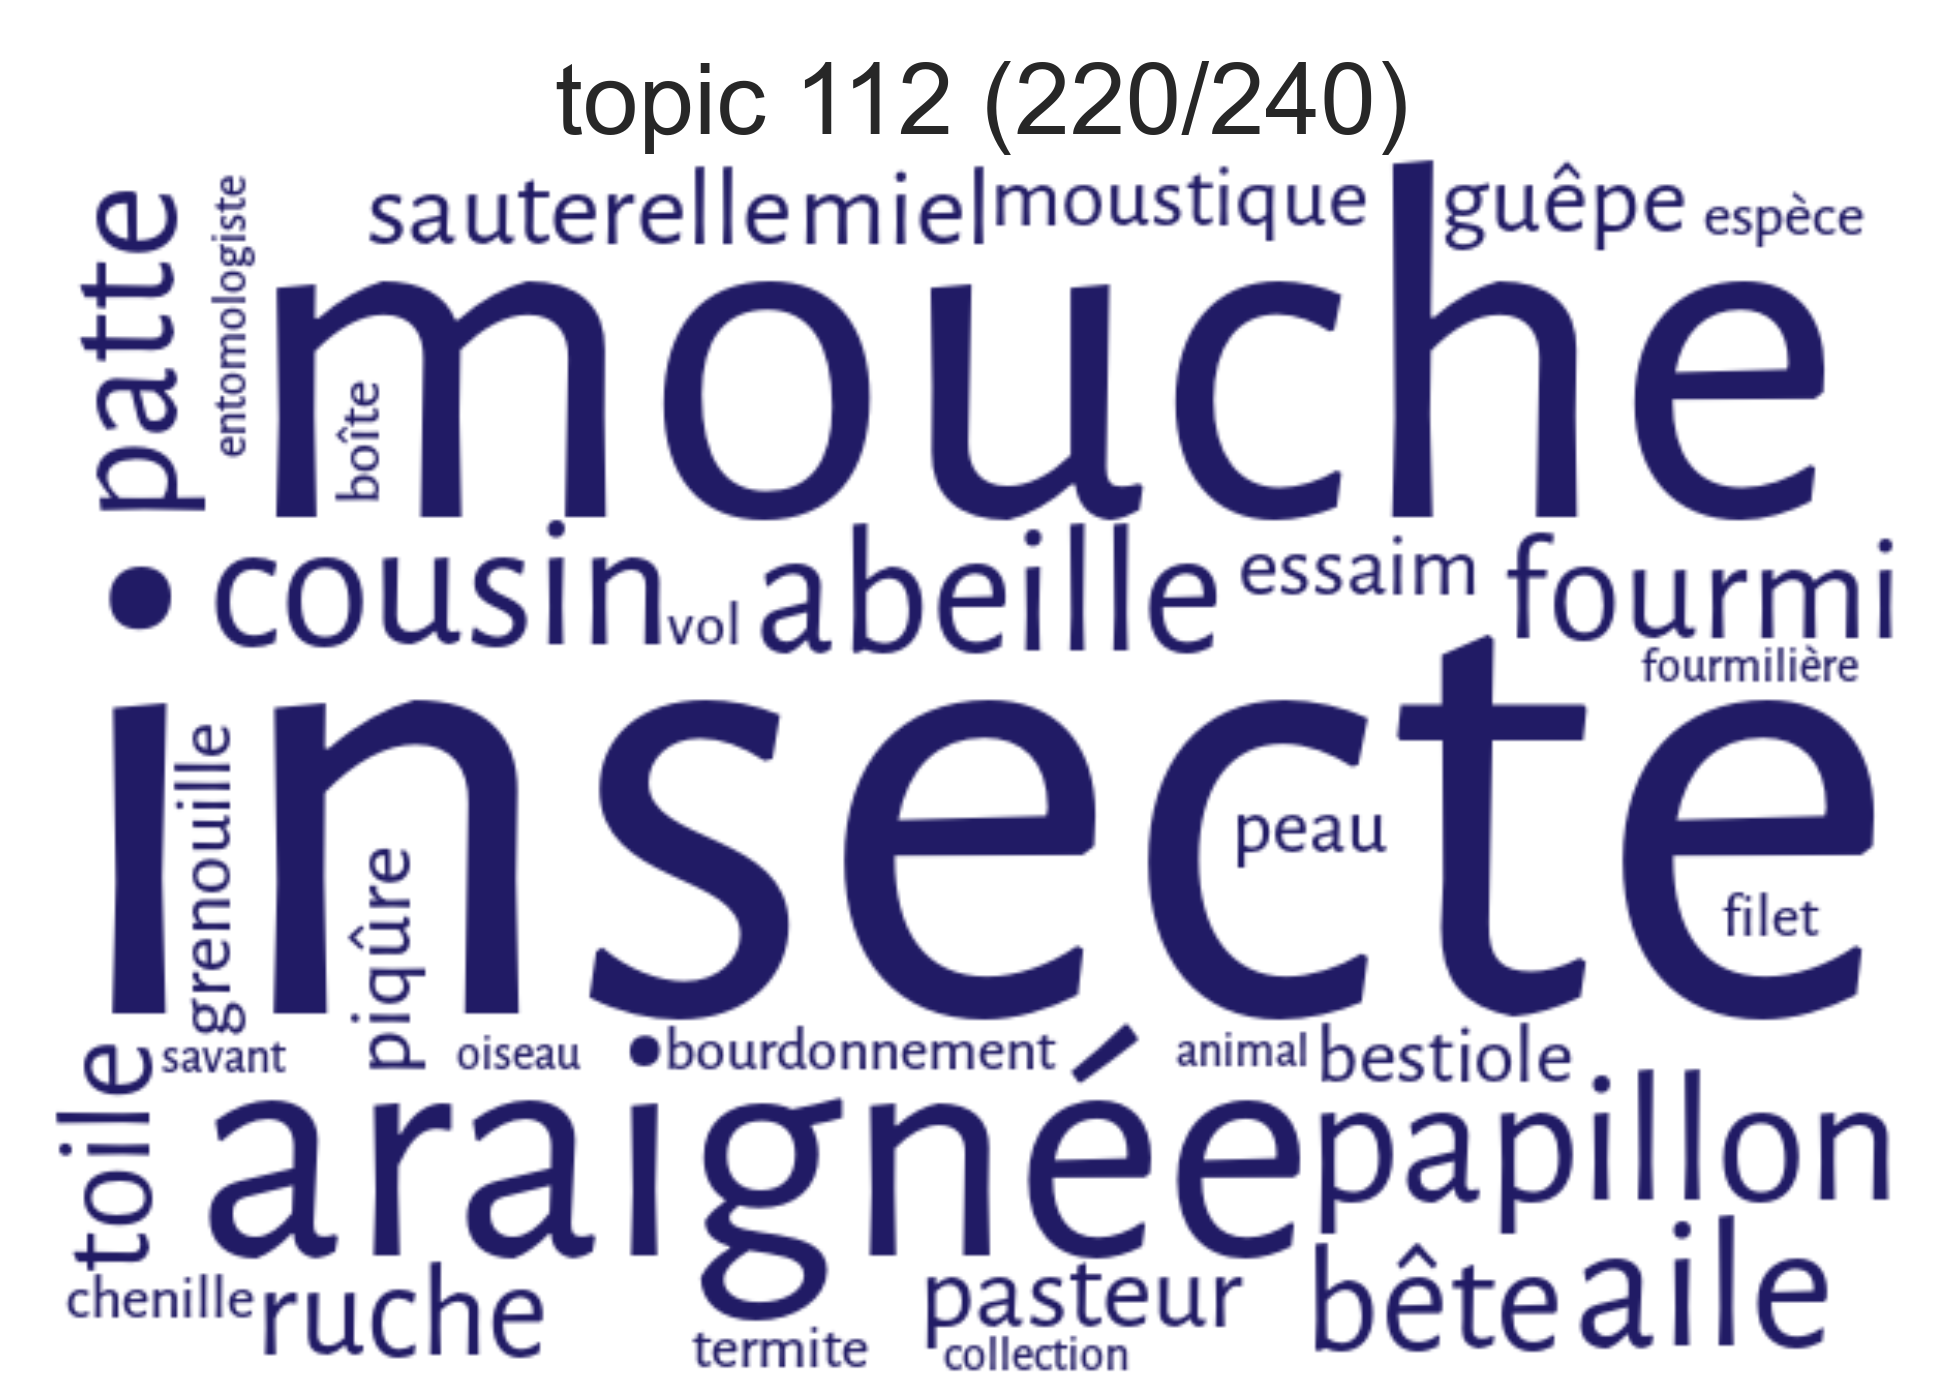 topic 112 (220/240)
patte
entomologiste
sauterelle miel moustique guêpe espèce
mouche
boîte
cousin vol abeille essaim fourmi
fourmilière
insecte
grenouille
piqûre
peau
filet
savant oiseau bourdonnement animal bestiole
toile
araignée papillon
chenille ruche termite pasteur collection bête aile